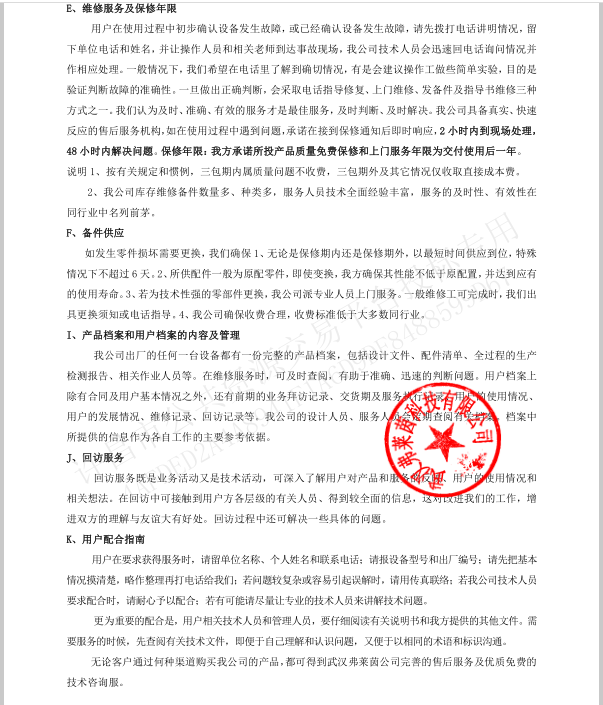 E、维修服务及保修年限
用户在使用过程中初步确认设备发生故障，或已经确认设备发生故障，请先拨打电话讲明情况，留
下单位电话和姓名，并让操作人员和相关老师到达事故现场，我公司技术人员会迅速回电话询问情况并
作相应处理。一般情况下，我们希望在电话里了解到确切情况，有是会建议操作工做些简单实验，目的是
验证判断故障的准确性。一旦做出正确判断，会采取电话指导修复、上门维修、发备件及指导书维修三种
方式之一。我们认为及时、准确、有效的服务才是最佳服务，及时判断、及时解决。我公司具备真实、快速
反应的售后服务机构，如在使用过程中遇到问题，承诺在接到保修通知后即时响应，2 小时内到现场处理，
48 小时内解决问题。保修年限：我方承诺所投产品质量免费保修和上门服务年限为交付使用后一年。
说明 1、按有关规定和惯例，三包期内属质量问题不收费，三包期外及其它情况仅收取直接成本费。
2、我公司库存维修备件数量多、种类多，服务人员技术全面经验丰富，服务的及时性、有效性在
同行业中名列前茅。
F、备件供应
如发生零件损坏需要更换，我们确保 1、无论是保修期内还是保修期外，以最短时间供应到位，特殊
情况下不超过 6 天。2、所供配件一般为原配零件，即使变换，我方确保其性能不低于原配置，并达到应有
的使用寿命。3、若为技术性强的零部件更换，我公司派专业人员上门服务。一般维修工可完成时，我们出
具更换须知或电话指导。4、我公司确保收费合理，收费标准低于大多数同行业。
I、产品档案和用户档案的内容及管理
我公司出厂的任何一台设备都有一份完整的产品档案，包括设计文件、配件清单、全过程的生产
检测报告、相关作业人员等。在维修服务时，可及时查阅，有助于准确、迅速的判断问题。用户档案上
除有合同及用户基本情况之外，还有前期的业务拜访记录、交货期及服务执行记录、用户的使用情况、
用户的发展情况、维修记录、回访记录等。我公司的设计人员、服务人员会定期查阅有关档案，档案中
所提供的信息作为各自工作的主要参考依据。
J、回访服务
回访服务既是业务活动又是技术活动，可深入了解用户对产品和服务的反映、用户的使用情况和
相关想法。在回访中可接触到用户方各层级的有关人员、得到较全面的信息，这对改进我们的工作，增
进双方的理解与友谊大有好处。回访过程中还可解决一些具体的问题。
K、用户配合指南
用户在要求获得服务时，请留单位名称、个人姓名和联系电话；请报设备型号和出厂编号；请先把基本
情况摸清楚，略作整理再打电话给我们；若问题较复杂或容易引起误解时，请用传真联络；若我公司技术人员
要求配合时，请耐心予以配合；若有可能请尽量让专业的技术人员来讲解技术问题。
更为重要的配合是，用户相关技术人员和管理人员，要仔细阅读有关说明书和我方提供的其他文件。需
要服务的时候，先查阅有关技术文件，即便于自己理解和认识问题，又便于以相同的术语和标识沟通。
无论客户通过何种渠道购买我公司的产品，都可得到武汉弗莱茵公司完善的售后服务及优质免费的
技术咨询服。
武汉弗莱茵科技有限公司